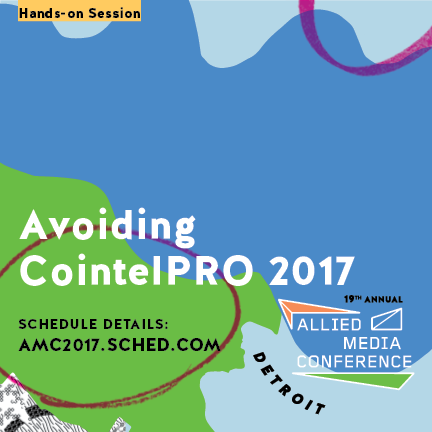 Hands-on Session
Avoiding
CointelPRO 2017
SCHEDULE DETAILS:
AMC2017.SCHED.COM
19TH ANNUAL
ALLIED
MEDIA
CONFERENCE
DETROIT